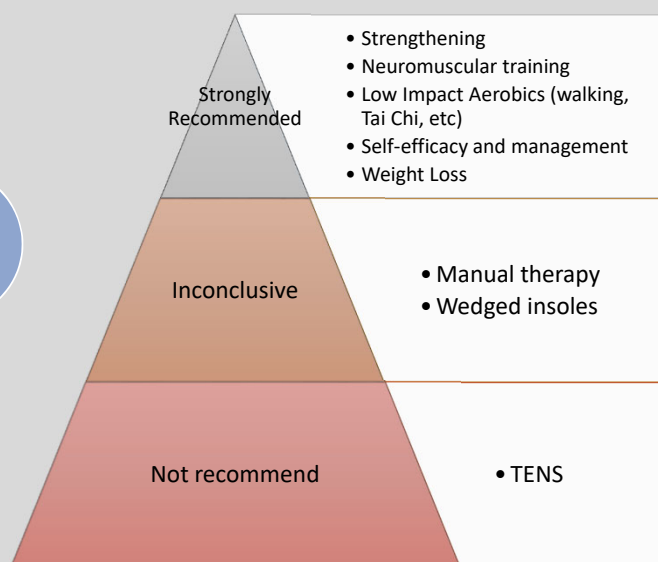 Strongly
Recommended
• Strengthening
• Neuromuscular training
• Low Impact Aerobics (walking,
Tai Chi, etc)
• Self-efficacy and management
• Weight Loss
Inconclusive
• Manual therapy
• Wedged insoles
Not recommend
• TENS